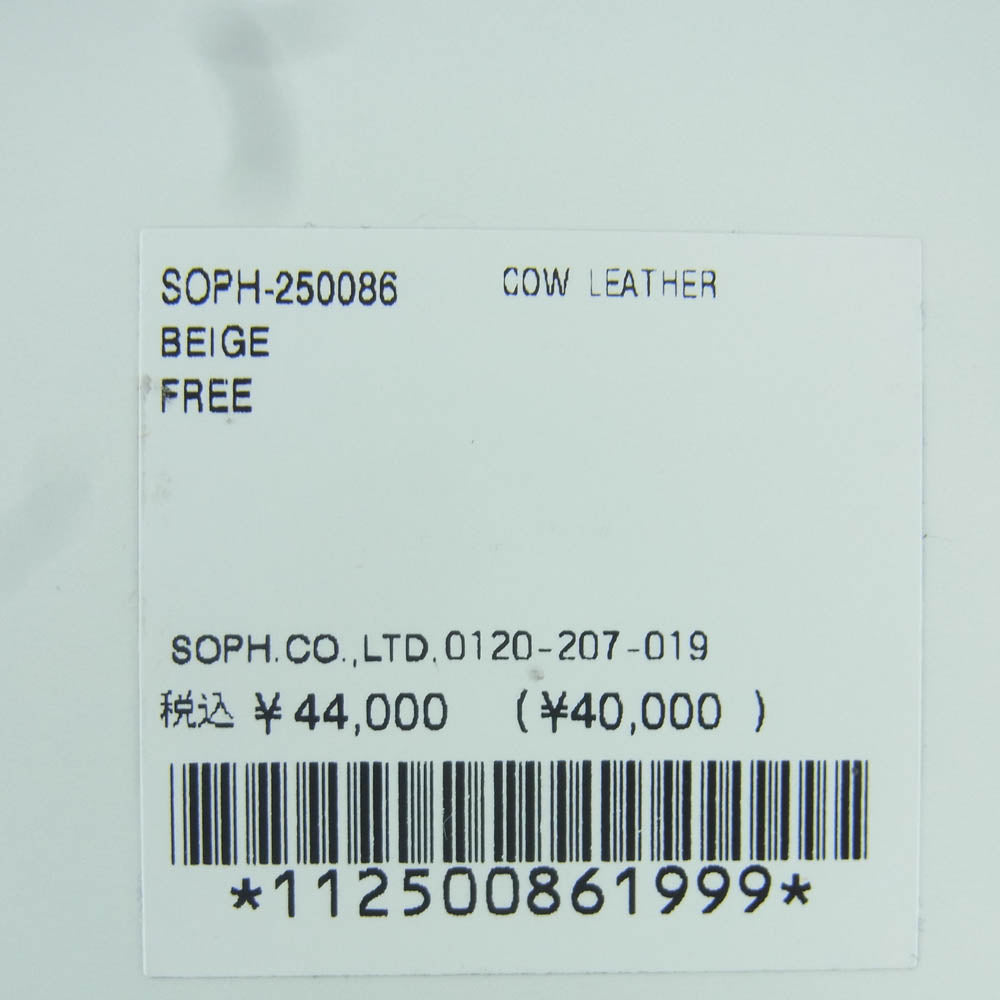 SOPH-250086 COW LEATHER
BEIGE
FREE
SOPH.CO.,LTD.0120-207-019
税込 ¥44,000 (¥40,000 )
*112500861999*